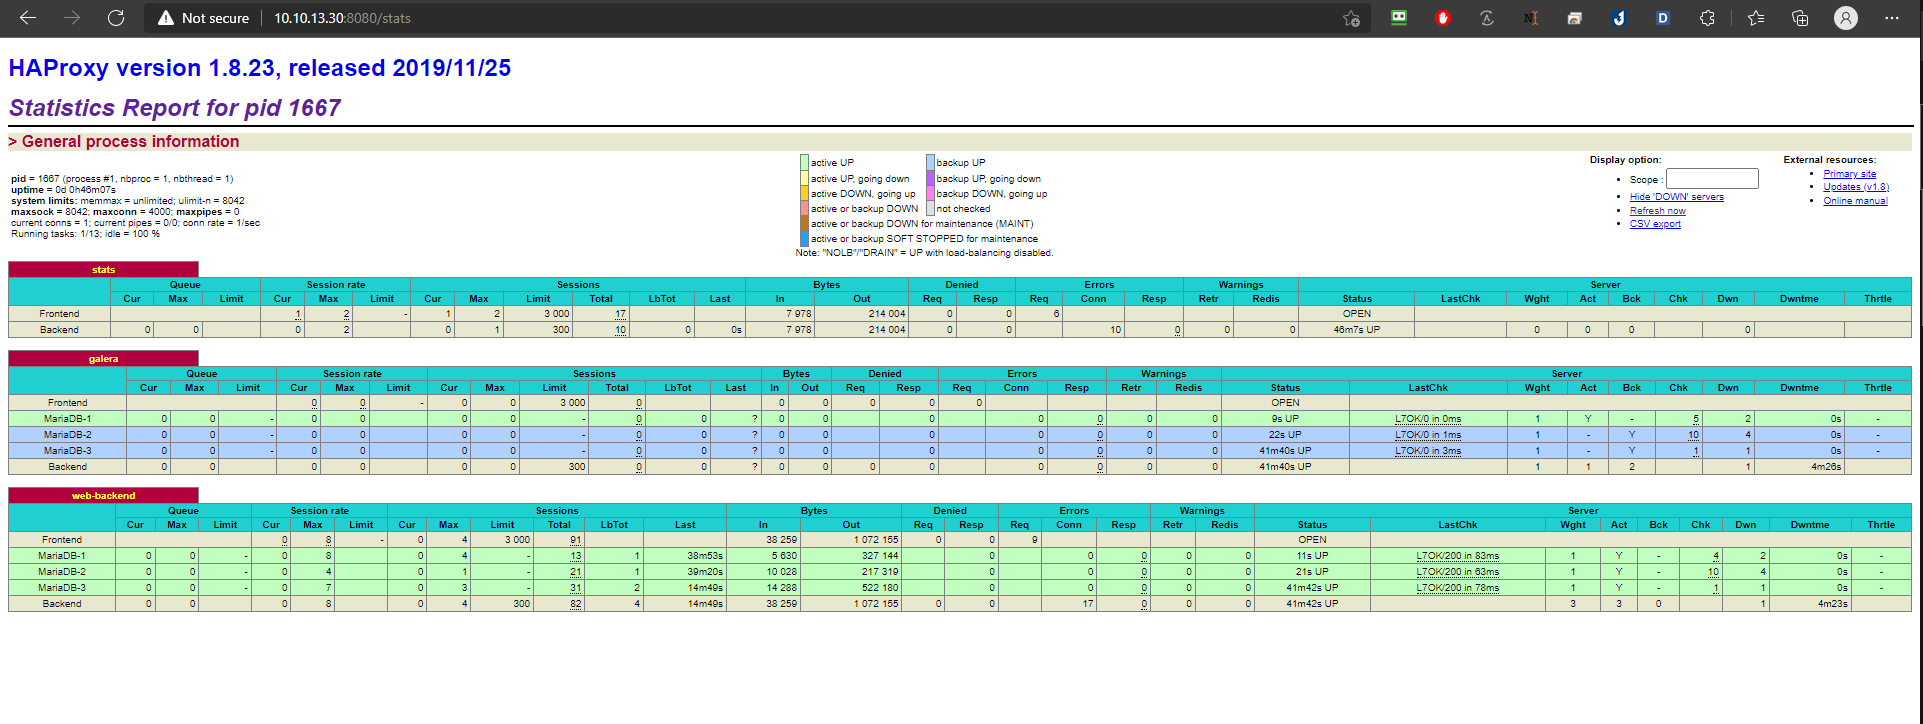 Not secure 10.10.13.30:8080/stats
HAProxy version 1.8.23, released 2019/11/25
Statistics Report for pid 1667
> General process information
pid = 1667 (process #1, nbproc = 1, nbthread = 1)
uptime = 0d 0h46m07s
system limits: memmax = unlimited; ulimit-n = 8042
maxsock = 8042; maxconn = 4000; maxpipes = 0
current conns = 1; current pipes = 0/0; conn rate = 1/sec
Running tasks: 1/13; idle = 100 %
active UP backup UP
active UP, going down backup UP, going down
active DOWN, going up backup DOWN, going up
active or backup DOWN not checked
active or backup DOWN for maintenance (MAINT)
active or backup SOFT STOPPED for maintenance
Note: "NOLB"/"DRAIN" = UP with load-balancing disabled.
Display option:
• Scope :
• Hide 'DOWN' servers
• Refresh now
• CSV export
External resources:
• Primary site
• Updates (v1.8)
• Online manual
stats
Queue Session rate Sessions Bytes Denied Errors Warnings Server
Cur Max Limit Cur Max Limit Cur Max Limit Total LbTot Last In Out Req Resp Req Conn Resp Retr Redis Status LastChk Wght Act Bck Chk Dwn Dwntme Thrtle
Frontend 1 2 - 1 2 3 000 17 7 978 214 004 0 0 6 OPEN
Backend 0 0 0 2 0 1 300 10 0 0s 7 978 214 004 0 0 10 0 0 0 46m7s UP 0 0 0 0
galera
Queue Session rate Sessions Bytes Denied Errors Warnings Server
Cur Max Limit Cur Max Limit Cur Max Limit Total LbTot Last In Out Req Resp Req Conn Resp Retr Redis Status LastChk Wght Act Bck Chk Dwn Dwntme Thrtle
Frontend 0 0 - 0 0 3 000 0 0 0 0 0 0 OPEN
MariaDB-1 0 0 - 0 0 0 0 - 0 0 ? 0 0 0 0 0 0 0 9s UP L7OK/0 in 0ms 1 Y - 5 2 0s -
MariaDB-2 0 0 - 0 0 0 0 - 0 0 ? 0 0 0 0 0 0 0 22s UP L7OK/0 in 1ms 1 - Y 10 4 0s -
MariaDB-3 0 0 - 0 0 0 0 - 0 0 ? 0 0 0 0 0 0 0 41m40s UP L7OK/0 in 3ms 1 - Y 1 1 0s -
Backend 0 0 0 0 0 0 300 0 0 ? 0 0 0 0 0 0 0 0 41m40s UP 1 1 2 1 4m26s
web-backend
Queue Session rate Sessions Bytes Denied Errors Warnings Server
Cur Max Limit Cur Max Limit Cur Max Limit Total LbTot Last In Out Req Resp Req Conn Resp Retr Redis Status LastChk Wght Act Bck Chk Dwn Dwntme Thrtle
Frontend 0 8 - 0 4 3 000 91 38 259 1 072 155 0 0 9 OPEN
MariaDB-1 0 0 - 0 8 0 4 - 13 1 38m53s 5 630 327 144 0 0 0 0 0 11s UP L7OK/200 in 83ms 1 Y - 4 2 0s -
MariaDB-2 0 0 - 0 4 0 1 - 21 1 39m20s 10 028 217 319 0 0 0 0 0 21s UP L7OK/200 in 63ms 1 Y - 10 4 0s -
MariaDB-3 0 0 - 0 7 0 3 - 31 2 14m49s 14 288 522 180 0 0 0 0 0 41m42s UP L7OK/200 in 78ms 1 Y - 1 1 0s -
Backend 0 0 0 8 0 4 300 82 4 14m49s 38 259 1 072 155 0 0 17 0 0 0 41m42s UP 3 3 0 1 4m23s